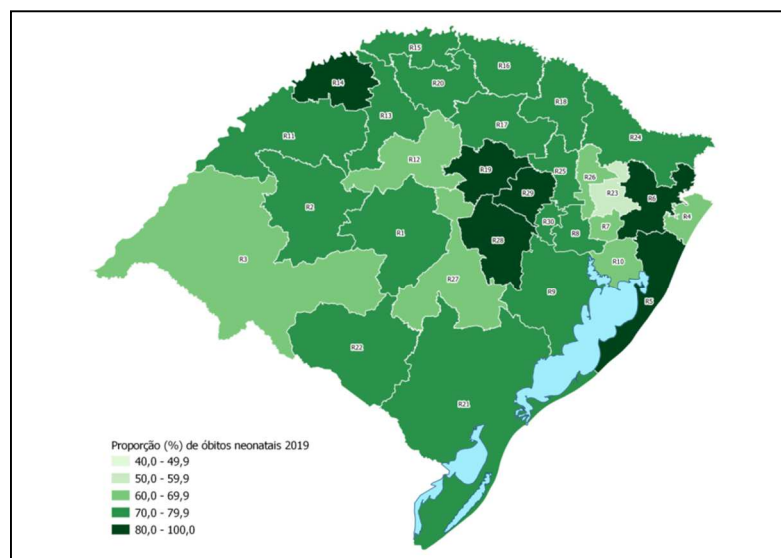 R15
R16
R14
R20
R18
R13
R17
R11
R24
R12
R19
R25
R26
R29
R23
R6
R2
R30
R8
R7
R4
R1
R28
R3
R10
R27
R5
R9
R22
R21
Proporção (%) de óbitos neonatais 2019
40,0 - 49,9
50,0 - 59,9
60,0 - 69,9
70,0 - 79,9
80,0 - 100,0